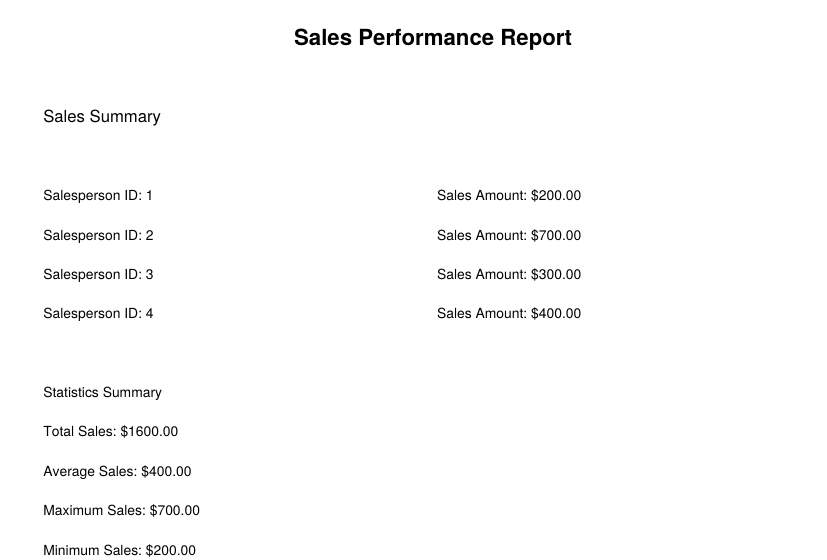 Sales Performance Report
Sales Summary
Salesperson ID: 1 Sales Amount: $200.00
Salesperson ID: 2 Sales Amount: $700.00
Salesperson ID: 3 Sales Amount: $300.00
Salesperson ID: 4 Sales Amount: $400.00
Statistics Summary
Total Sales: $1600.00
Average Sales: $400.00
Maximum Sales: $700.00
Minimum Sales: $200.00